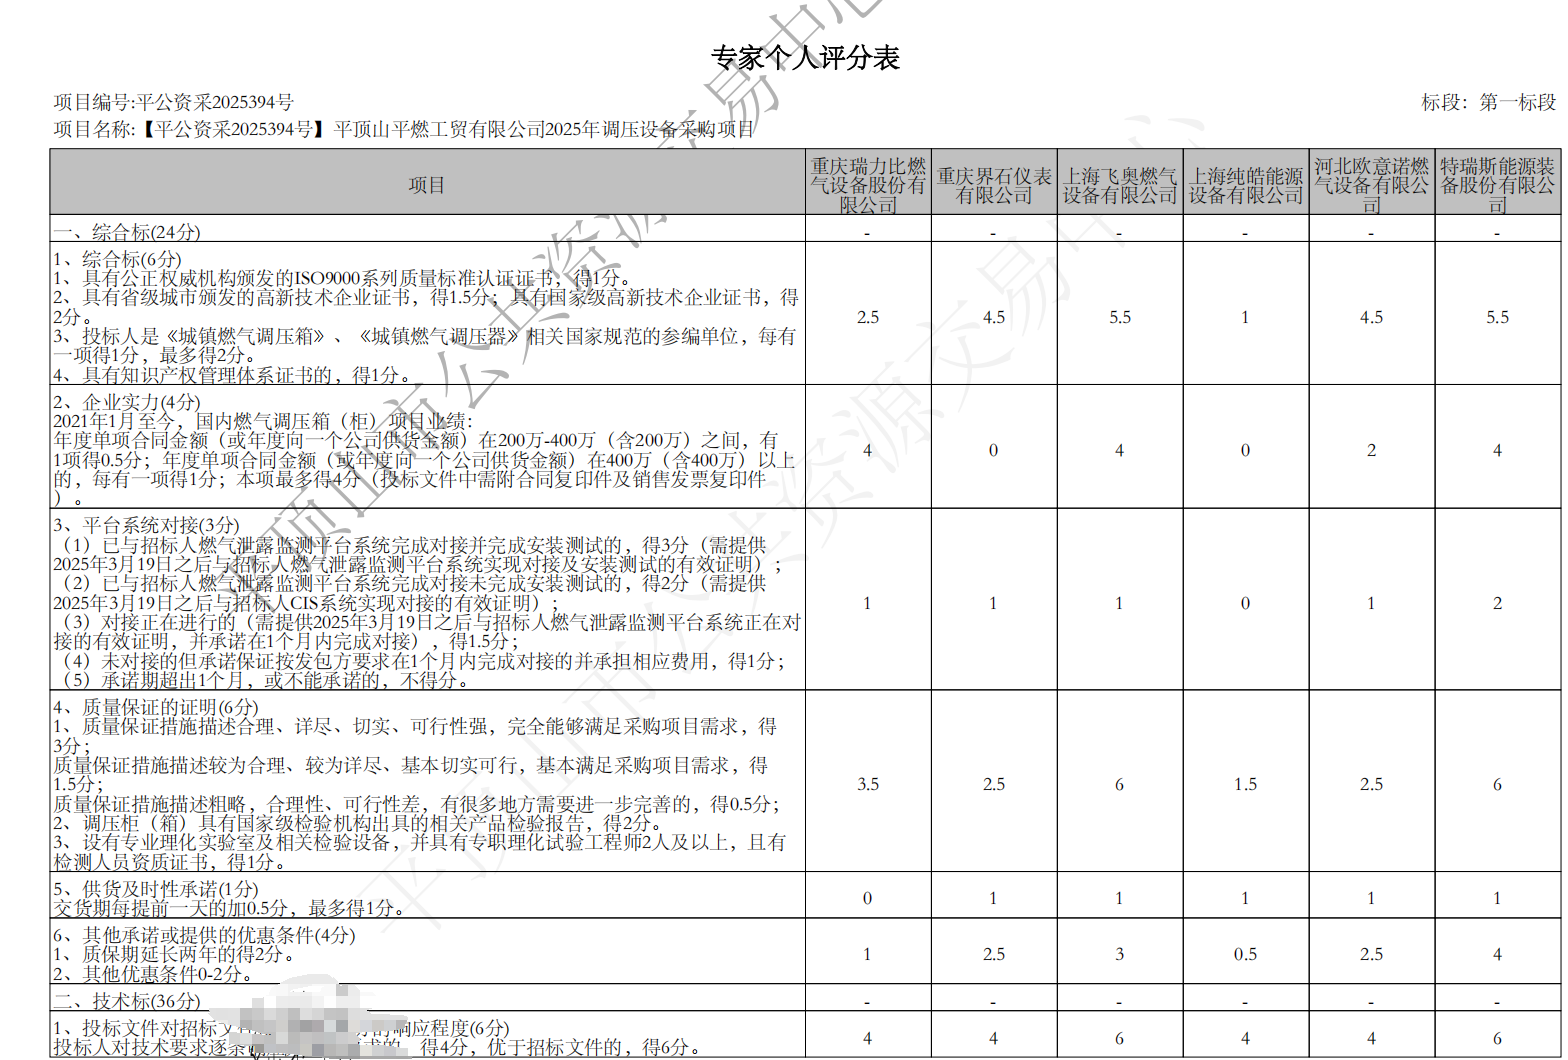 专家个人评分表
项目编号:平公资采2025394号
标段：第一标段
项目名称:【平公资采2025394号】平顶山平燃工贸有限公司2025年调压设备采购项目
项目
重庆瑞力比燃
气设备股份有
限公司
重庆界石仪表
有限公司
上海飞奥燃气
设备有限公司
上海纯皓能源
设备有限公司
河北欧意诺燃
气设备有限公
司
特瑞斯能源装
备股份有限公
司
一、综合标(24分)
- - - - - -
1、综合标(6分)
1、具有公正权威机构颁发的ISO9000系列质量标准认证证书，得1分。
2、具有省级城市颁发的高新技术企业证书，得1.5分；具有国家级高新技术企业证书，得
2分。
3、投标人是《城镇燃气调压箱》、《城镇燃气调压器》相关国家规范的参编单位，每有
一项得1分，最多得2分。
4、具有知识产权管理体系证书的，得1分。
2.5 4.5 5.5 1 4.5 5.5
2、企业实力(4分)
2021年1月至今，国内燃气调压箱（柜）项目业绩：
年度单项合同金额（或年度向一个公司供货金额）在200万-400万（含200万）之间，有
1项得0.5分；年度单项合同金额（或年度向一个公司供货金额）在400万（含400万）以上
的，每有一项得1分；本项最多得4分（投标文件中需附合同复印件及销售发票复印件
）。
4 0 4 0 2 4
3、平台系统对接(3分)
（1）已与招标人燃气泄露监测平台系统完成对接并完成安装测试的，得3分（需提供
2025年3月19日之后与招标人燃气泄露监测平台系统实现对接及安装测试的有效证明）；
（2）已与招标人燃气泄露监测平台系统完成对接未完成安装测试的，得2分（需提供
2025年3月19日之后与招标人CIS系统实现对接的有效证明）；
（3）对接正在进行的（需提供2025年3月19日之后与招标人燃气泄露监测平台系统正在对
接的有效证明，并承诺在1个月内完成对接），得1.5分；
（4）未对接的但承诺保证按发包方要求在1个月内完成对接的并承担相应费用，得1分；
（5）承诺期超出1个月，或不能承诺的，不得分。
1 1 1 0 1 2
4、质量保证的证明(6分)
1、质量保证措施描述合理、详尽、切实、可行性强，完全能够满足采购项目需求，得
3分；
质量保证措施描述较为合理、较为详尽、基本切实可行，基本满足采购项目需求，得
1.5分；
质量保证措施描述粗略，合理性、可行性差，有很多地方需要进一步完善的，得0.5分；
2、调压柜（箱）具有国家级检验机构出具的相关产品检验报告，得2分。
3、设有专业理化实验室及相关检验设备，并具有专职理化试验工程师2人及以上，且有
检测人员资质证书，得1分。
3.5 2.5 6 1.5 2.5 6
5、供货及时性承诺(1分)
交货期每提前一天的加0.5分，最多得1分。
0 1 1 1 1 1
6、其他承诺或提供的优惠条件(4分)
1、质保期延长两年的得2分。
2、其他优惠条件0-2分。
1 2.5 3 0.5 2.5 4
二、技术标(36分)
- - - - - -
1、投标文件对招标文 响应程度(6分)
投标人对技术要求逐条 的，得4分，优于招标文件的，得6分。
4 4 6 4 4 6
平顶山市公共资源交易中心
平顶山市公共资源交易中心